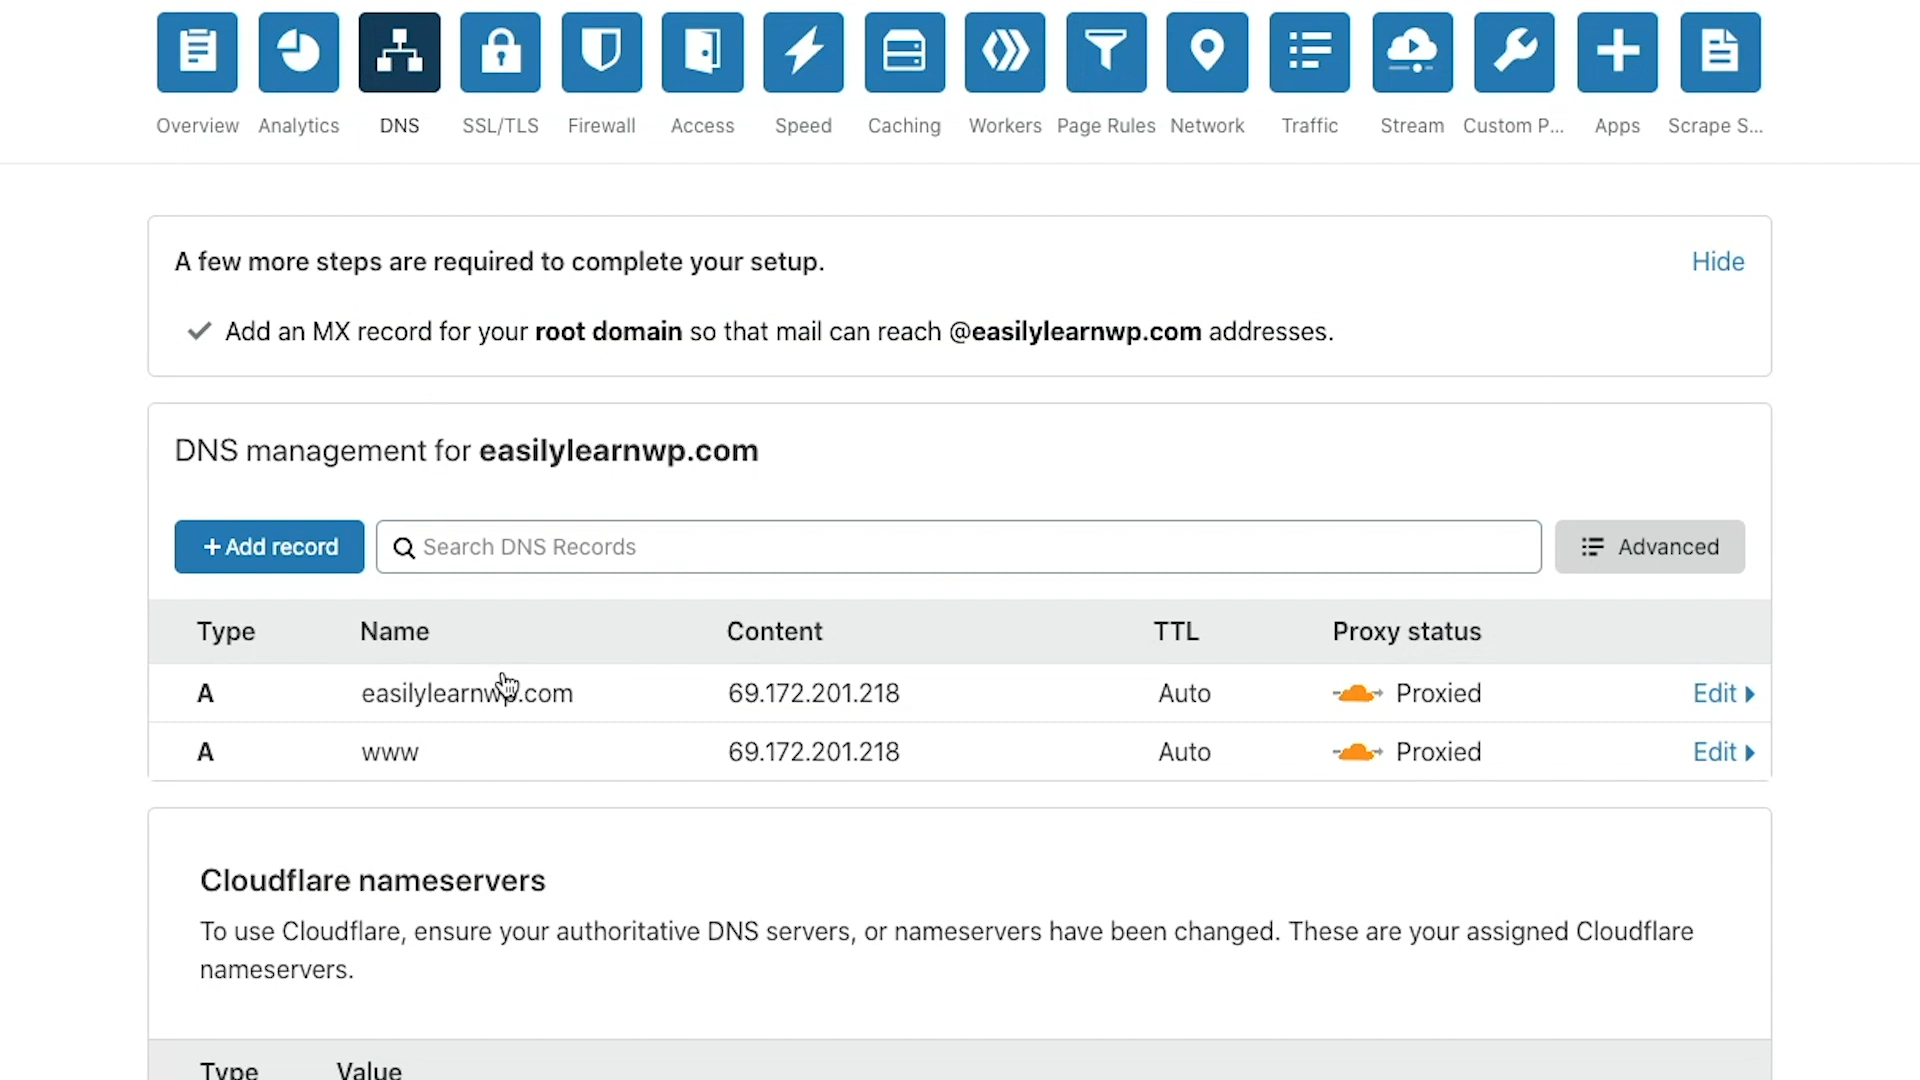 Overview Analytics DNS SSL/TLS Firewall Access Speed Caching Workers Page Rules Network Traffic Stream Custom P... Apps Scrape S...
A few more steps are required to complete your setup. Hide
Add an MX record for your root domain so that mail can reach @easilylearnwp.com addresses.
DNS management for easilylearnwp.com
+ Add record Search DNS Records Advanced
Type Name Content TTL Proxy status
A easilylearnwp.com 69.172.201.218 Auto Proxied Edit
A www 69.172.201.218 Auto Proxied Edit
Cloudflare nameservers
To use Cloudflare, ensure your authoritative DNS servers, or nameservers have been changed. These are your assigned Cloudflare
nameservers.
Type Value